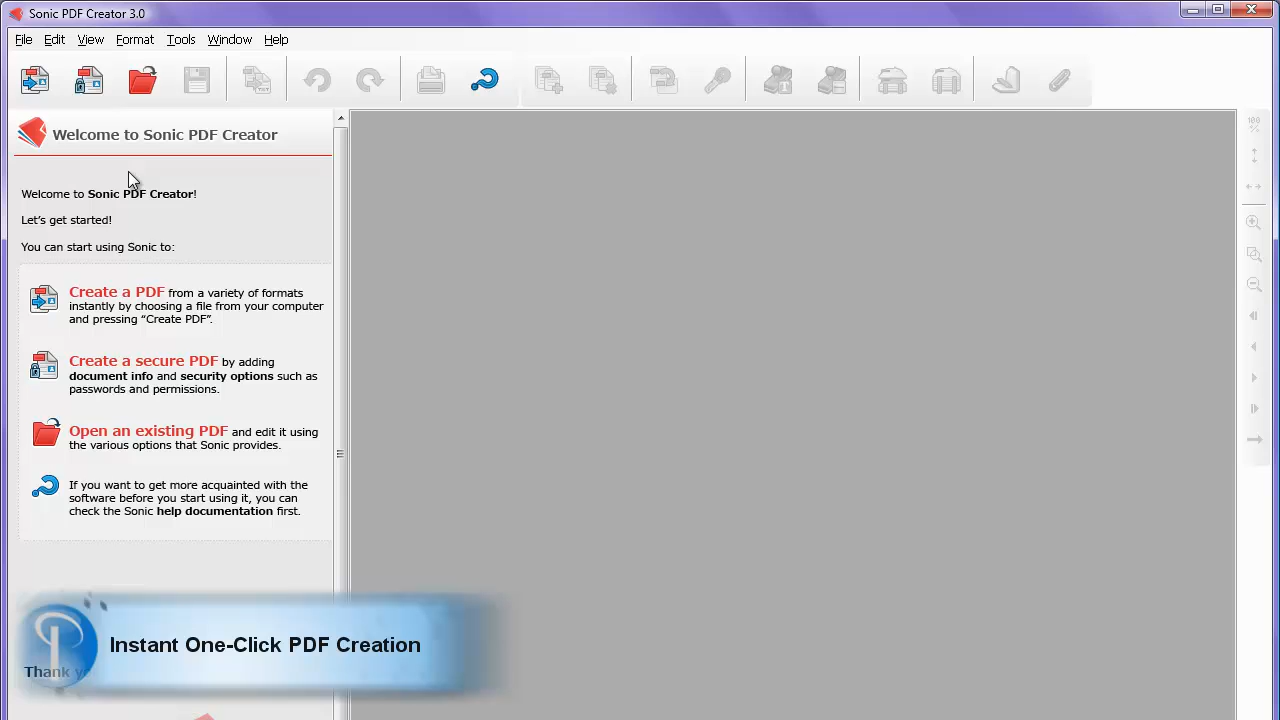 Sonic PDF Creator 3.0
File Edit View Format Tools Window Help
Welcome to Sonic PDF Creator
Welcome to Sonic PDF Creator!
Let's get started!
You can start using Sonic to:
Create a PDF from a variety of formats
instantly by choosing a file from your computer
and pressing “Create PDF”.
Create a secure PDF by adding
document info and security options such as
passwords and permissions.
Open an existing PDF and edit it using
the various options that Sonic provides.
If you want to get more acquainted with the
software before you start using it, you can
check the Sonic help documentation first.
Instant One-Click PDF Creation
Thank
100
%